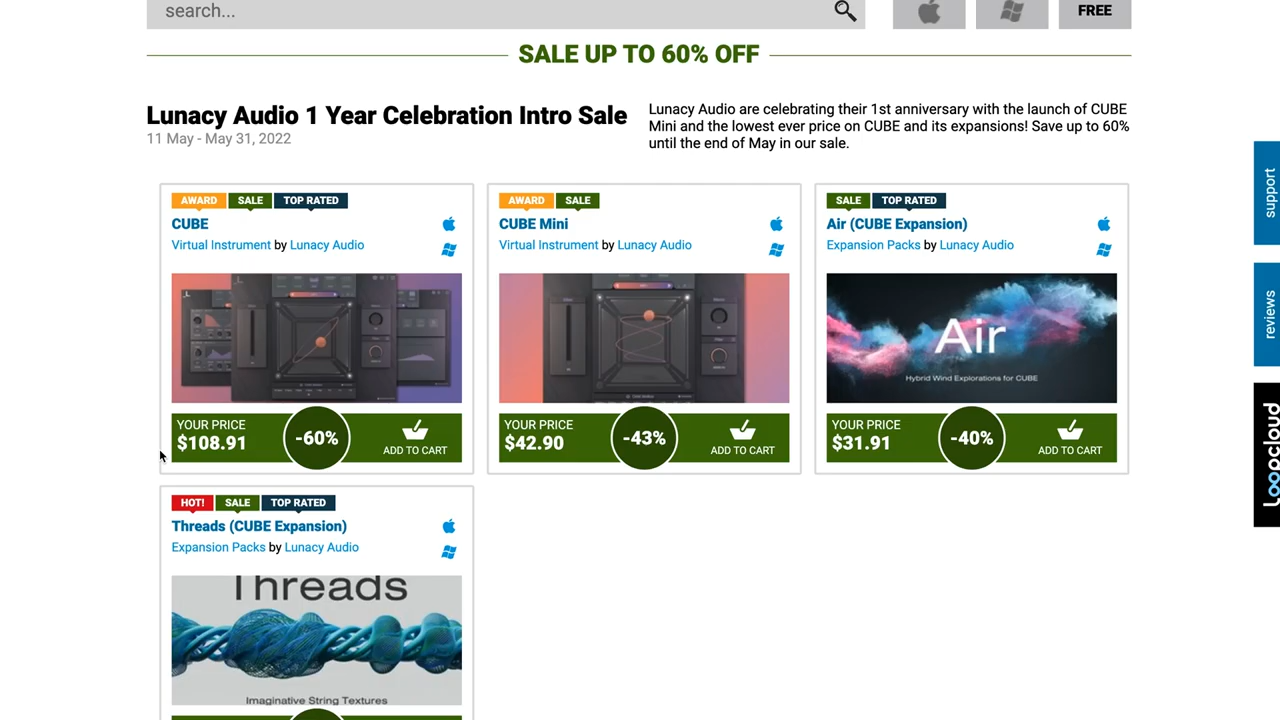 search...
FREE
SALE UP TO 60% OFF
Lunacy Audio 1 Year Celebration Intro Sale
11 May - May 31, 2022
Lunacy Audio are celebrating their 1st anniversary with the launch of CUBE
Mini and the lowest ever price on CUBE and its expansions! Save up to 60%
until the end of May in our sale.
AWARD SALE TOP RATED
CUBE
Virtual Instrument by Lunacy Audio
YOUR PRICE
$108.91
-60%
ADD TO CART
AWARD SALE
CUBE Mini
Virtual Instrument by Lunacy Audio
YOUR PRICE
$42.90
-43%
ADD TO CART
SALE TOP RATED
Air (CUBE Expansion)
Expansion Packs by Lunacy Audio
Air
Hybrid Wind Explorations for CUBE
YOUR PRICE
$31.91
-40%
ADD TO CART
HOT! SALE TOP RATED
Threads (CUBE Expansion)
Expansion Packs by Lunacy Audio
Threads
Imaginative String Textures
support
reviews
Loopcloud